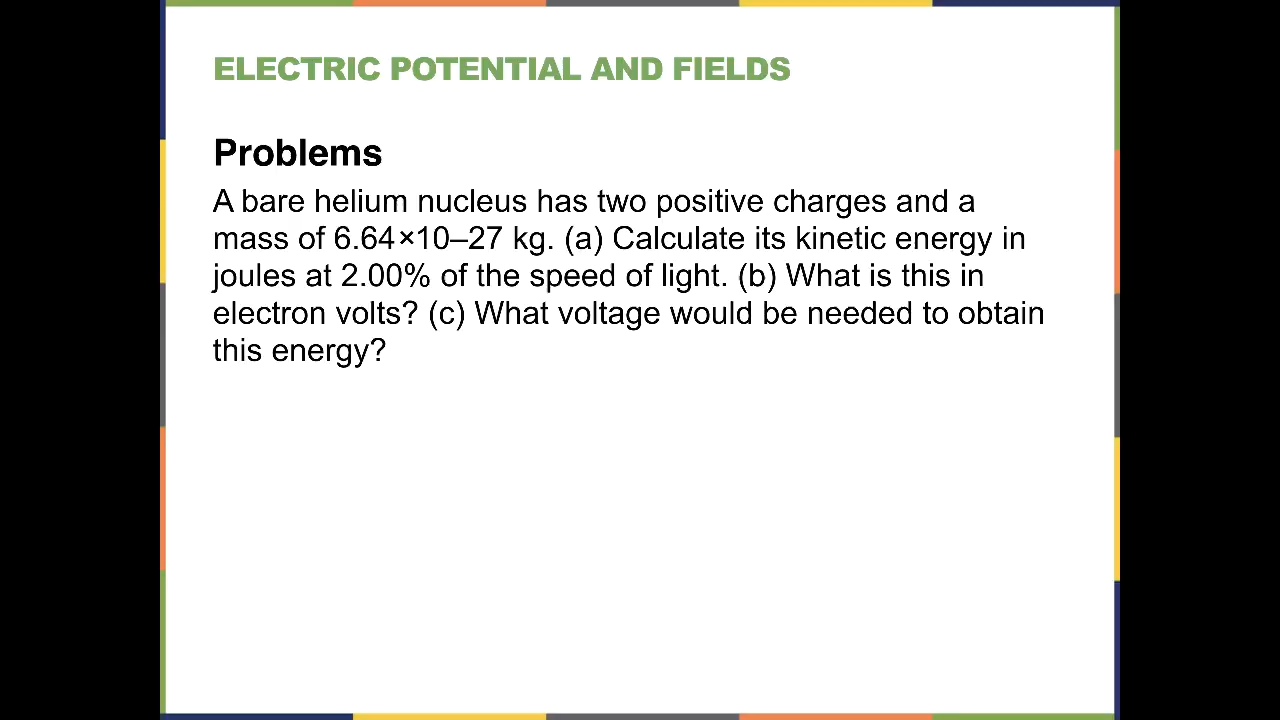 ELECTRIC POTENTIAL AND FIELDS
Problems
A bare helium nucleus has two positive charges and a
mass of 6.64×10–27 kg. (a) Calculate its kinetic energy in
joules at 2.00% of the speed of light. (b) What is this in
electron volts? (c) What voltage would be needed to obtain
this energy?